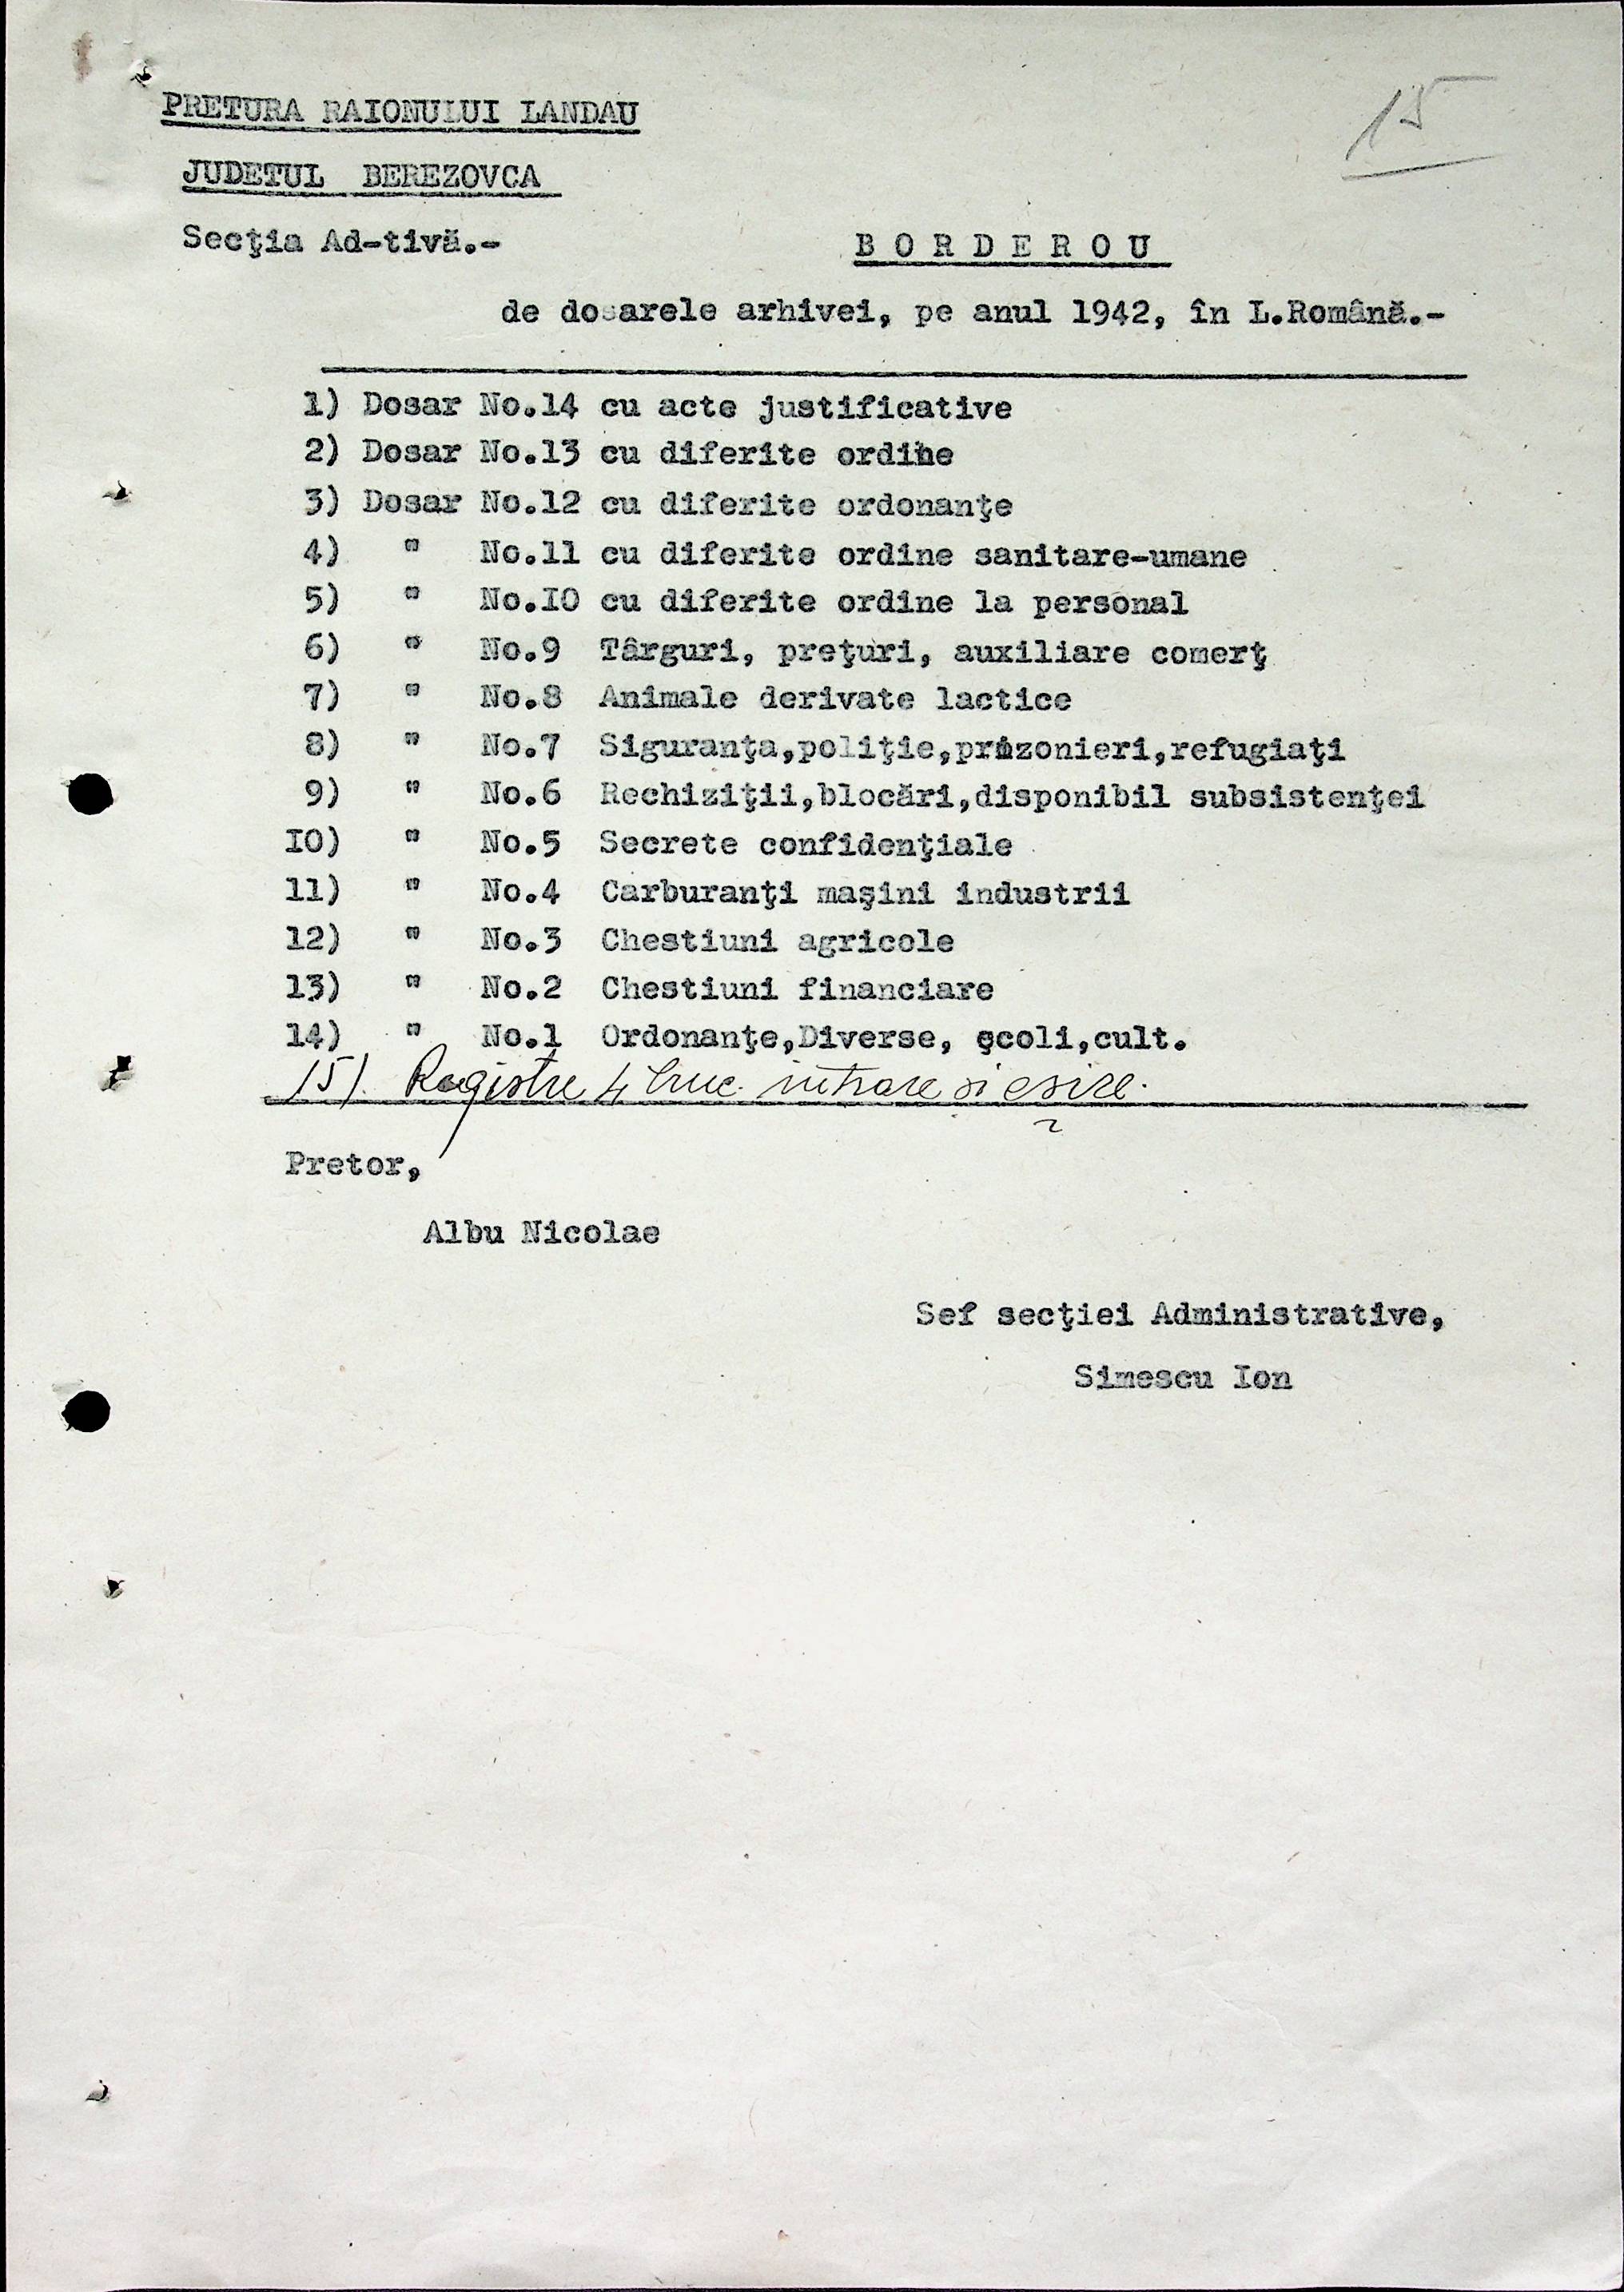 15
PRETURA RAIONULUI LANDAU
JUDETUL BEREZOVCA
Secţia Ad-tivă.-
BORDEROU
de dosarele arhivei, pe anul 1942, în L.Română.-
1) Dosar No.14 cu acte justificative
2) Dosar No.13 cu diferite ordine
3) Dosar No.12 cu diferite ordonanţe
4) " No.11 cu diferite ordine sanitare-umane
5) " No.IO cu diferite ordine la personal
6) " No.9 Târguri, preţuri, auxiliare comerţ
7) " No.8 Animale derivate lactice
8) " No.7 Siguranţa,poliţie,prizonieri,refugiaţi
9) " No.6 Rechiziţii,blocări,disponibil subsistenţei
IO) " No.5 Secrete confidenţiale
11) " No.4 Carburanţi maşini industrii
12) " No.3 Chestiuni agricole
13) " No.2 Chestiuni financiare
14) " No.1 Ordonanţe,Diverse, şcoli,cult.
15). Registre 4 buc. intrare si esire.
Pretor,
Albu Nicolae
Sef secţiei Administrative,
Simescu Ion